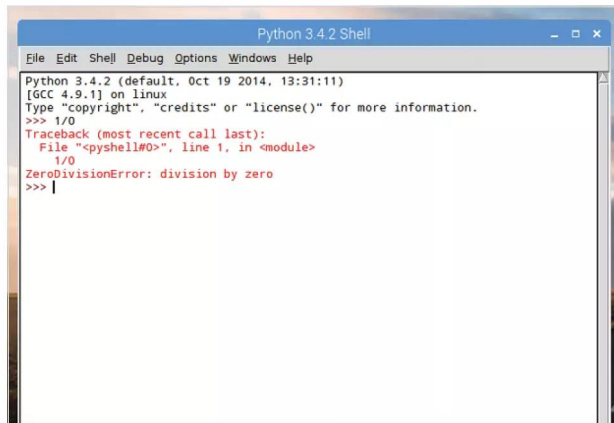 Python 3.4.2 Shell
File Edit Shell Debug Options Windows Help
Python 3.4.2 (default, Oct 19 2014, 13:31:11)
[GCC 4.9.1] on linux
Type "copyright", "credits" or "license()" for more information.
>>> 1/0
Traceback (most recent call last):
  File "<pyshell#0>", line 1, in <module>
    1/0
ZeroDivisionError: division by zero
>>>